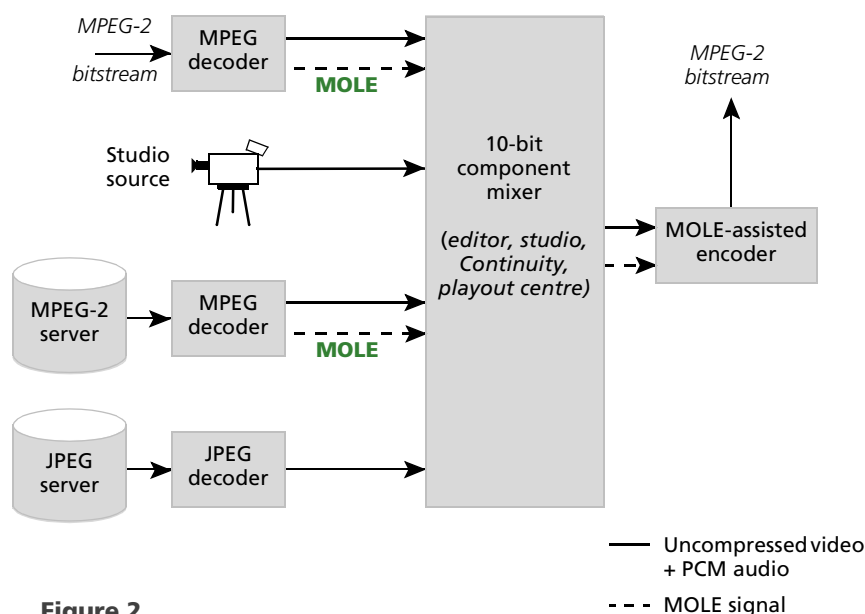 MPEG-2
bitstream
MPEG
decoder
MOLE
Studio
source
MPEG-2
server
MPEG
decoder
MOLE
JPEG
server
JPEG
decoder
10-bit
component
mixer
(editor, studio,
Continuity,
playout centre)
MPEG-2
bitstream
MOLE-assisted
encoder
Uncompressed video
+ PCM audio
MOLE signal
Figure 2